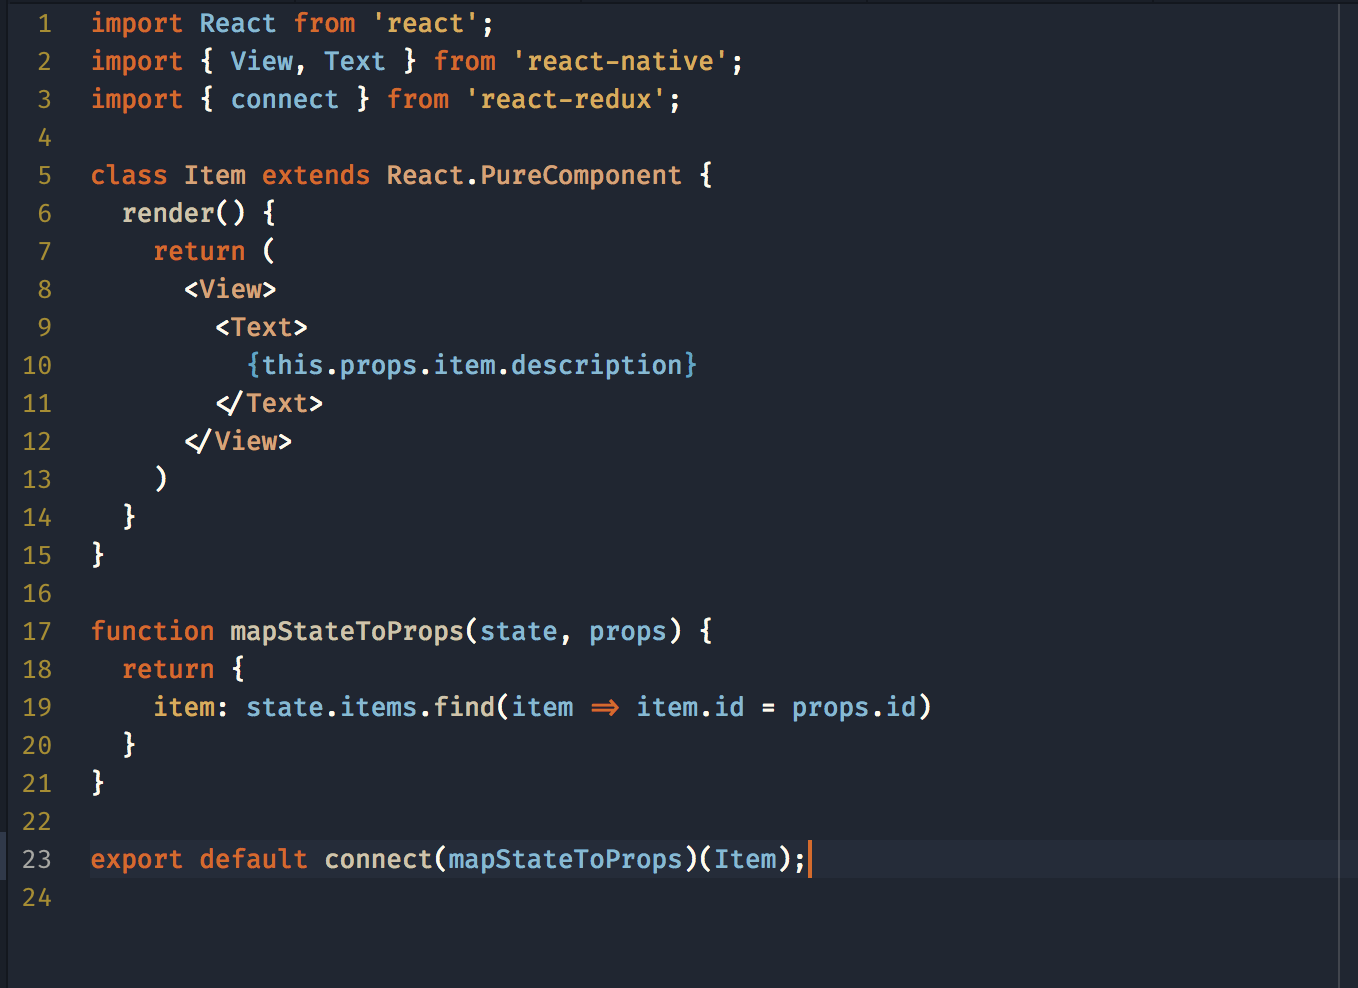 1 import React from 'react';
2 import { View, Text } from 'react-native';
3 import { connect } from 'react-redux';
4
5 class Item extends React.PureComponent {
6   render() {
7     return (
8       <View>
9         <Text>
10           {this.props.item.description}
11         </Text>
12       </View>
13     )
14   }
15 }
16
17 function mapStateToProps(state, props) {
18   return {
19     item: state.items.find(item => item.id = props.id)
20   }
21 }
22
23 export default connect(mapStateToProps)(Item);
24